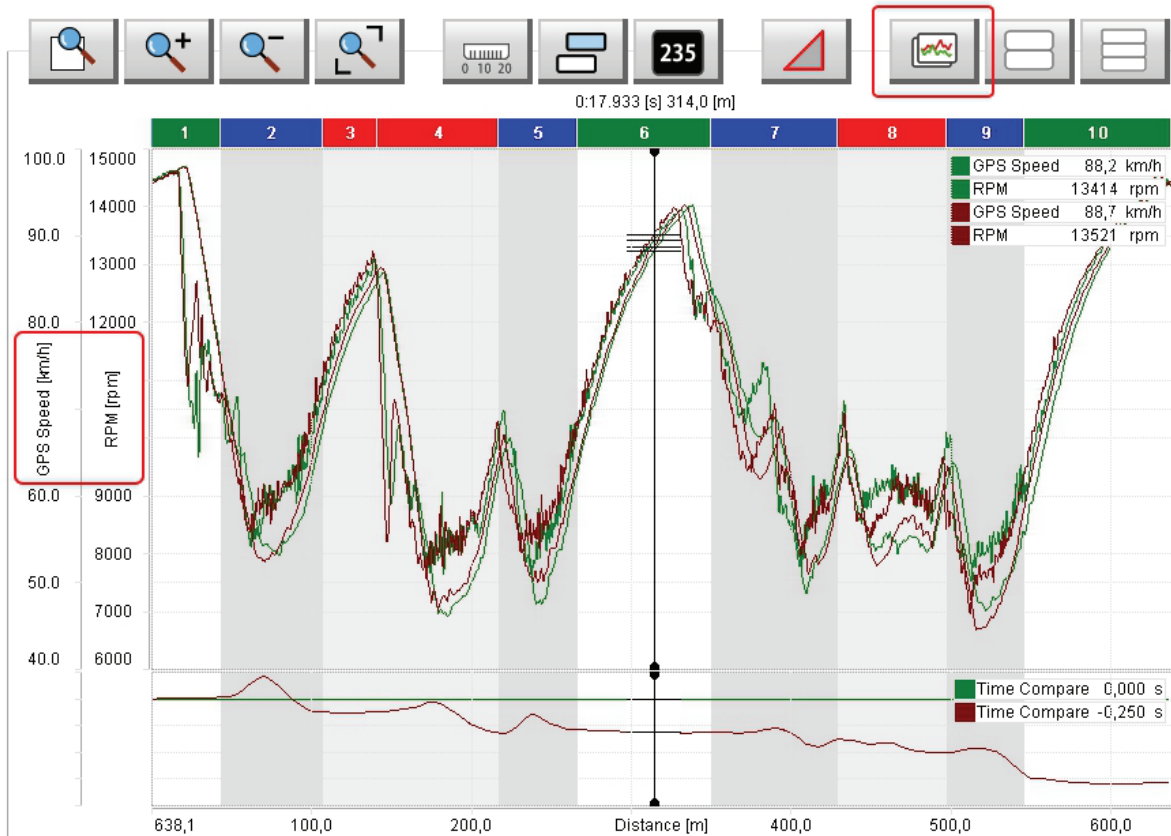 0 10 20
235
0:17.933 [s] 314,0 [m]
1 2 3 4 5 6 7 8 9 10
100.0 15000
14000
90.0
13000
80.0 12000
GPS Speed [km/h]
RPM [rpm]
60.0 9000
8000
50.0
7000
40.0 6000
GPS Speed 88,2 km/h
RPM 13414 rpm
GPS Speed 88,7 km/h
RPM 13521 rpm
Time Compare 0,000 s
Time Compare -0,250 s
638,1 100,0 200,0 Distance [m] 400,0 500,0 600,0